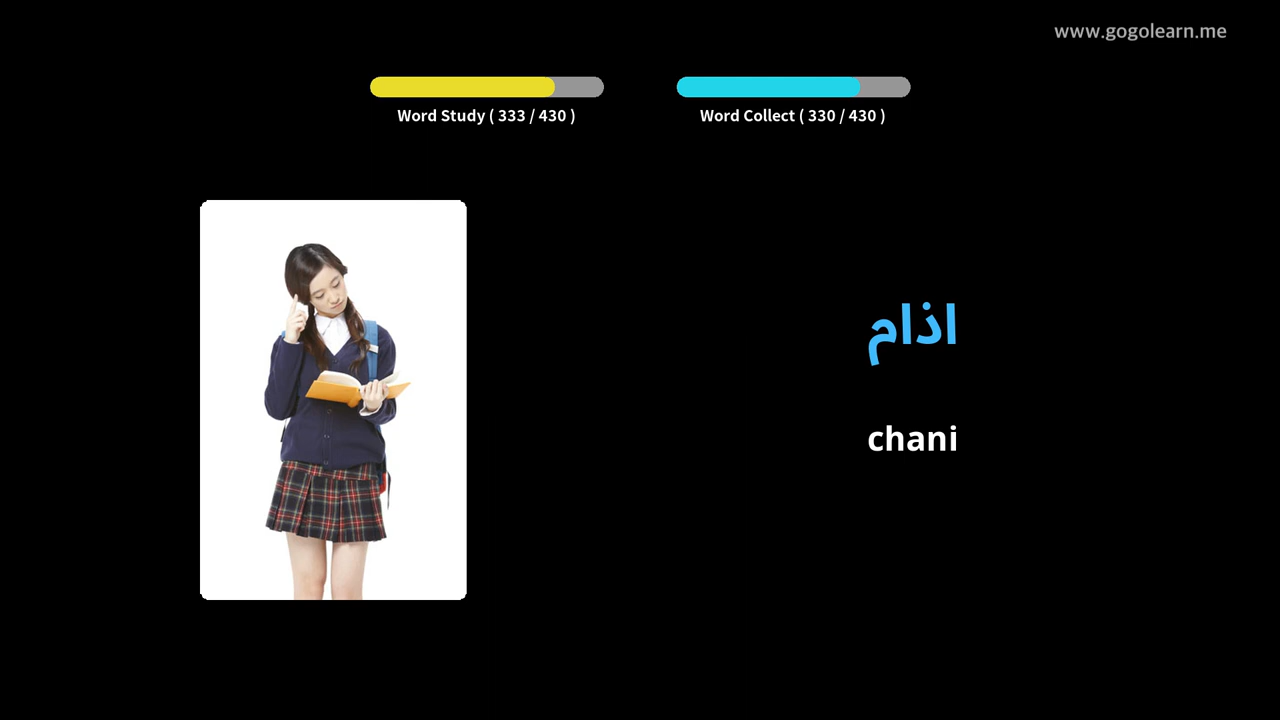 www.gogolearn.me
Word Study ( 333 / 430 )
Word Collect ( 330 / 430 )
اذام
chani